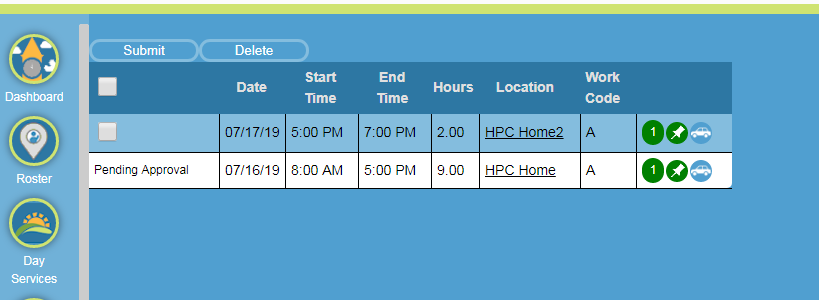 Submit Delete
Date Start Time End Time Hours Location Work Code
07/17/19 5:00 PM 7:00 PM 2.00 HPC Home2 A 1
Pending Approval 07/16/19 8:00 AM 5:00 PM 9.00 HPC Home A 1
Dashboard
Roster
Day
Services